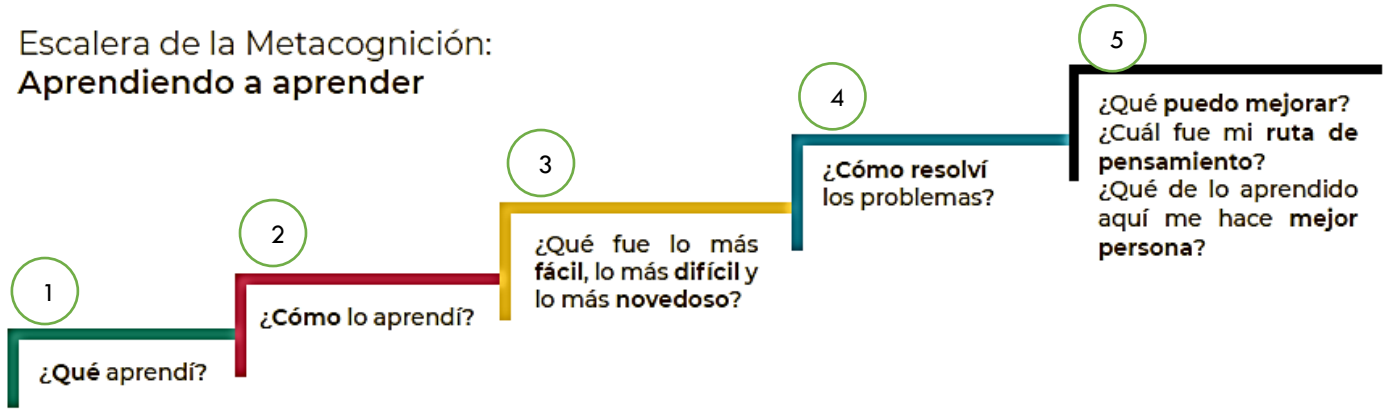 Escalera de la Metacognición:
Aprendiendo a aprender
1
¿Qué aprendí?
2
¿Cómo lo aprendí?
3
¿Qué fue lo más
fácil, lo más difícil y
lo más novedoso?
4
¿Cómo resolví
los problemas?
5
¿Qué puedo mejorar?
¿Cuál fue mi ruta de
pensamiento?
¿Qué de lo aprendido
aquí me hace mejor
persona?